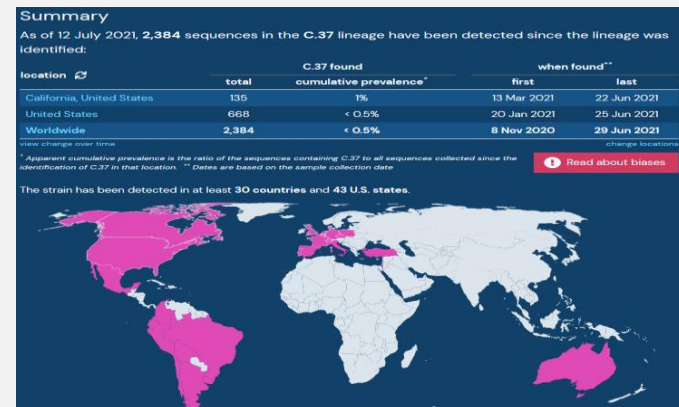 Summary
As of 12 July 2021, 2,384 sequences in the C.37 lineage have been detected since the lineage was
identified:
location C.37 found when found**
total cumulative prevalence* first last
California, United States 135 1% 13 Mar 2021 22 Jun 2021
United States 668 < 0.5% 20 Jan 2021 25 Jun 2021
Worldwide 2,384 < 0.5% 8 Nov 2020 29 Jun 2021
view change over time change locations
* Apparent cumulative prevalence is the ratio of the sequences containing C.37 to all sequences collected since the
identification of C.37 in that location. ** Dates are based on the sample collection date
! Read about biases
The strain has been detected in at least 30 countries and 43 U.S. states.